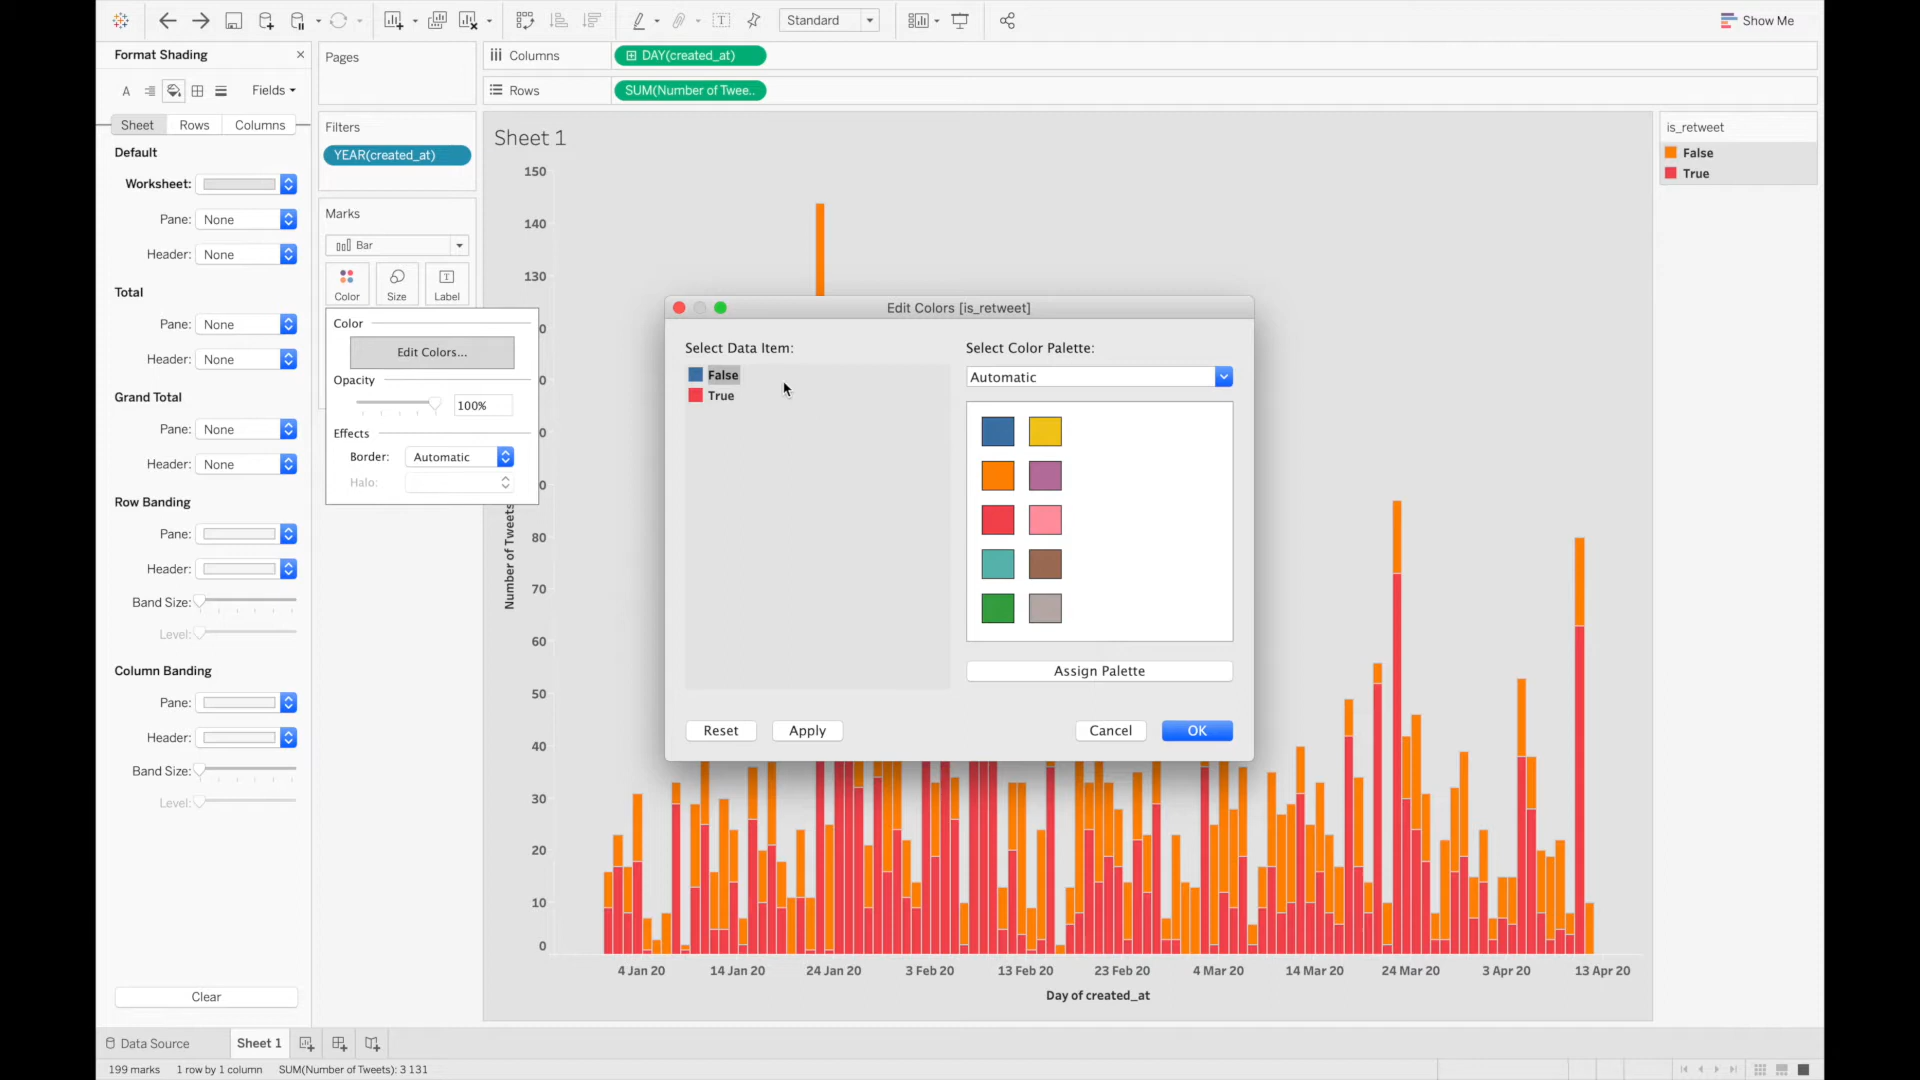 Standard
Show Me
Format Shading
Fields
Sheet
Rows
Columns
Default
Worksheet:
Pane: None
Header: None
Total
Pane: None
Header: None
Grand Total
Pane: None
Header: None
Row Banding
Pane:
Header:
Band Size:
Level:
Column Banding
Pane:
Header:
Band Size:
Level:
Clear
Pages
Filters
YEAR(created_at)
Marks
Bar
Color
Size
Label
Color
Edit Colors...
Opacity
100%
Effects
Border: Automatic
Halo:
Columns
DAY(created_at)
Rows
SUM(Number of Twee..
Sheet 1
150
140
130
0
0
0
0
80
70
60
50
40
30
20
10
0
Number of Tweets
4 Jan 20
14 Jan 20
24 Jan 20
3 Feb 20
13 Feb 20
23 Feb 20
4 Mar 20
14 Mar 20
24 Mar 20
3 Apr 20
13 Apr 20
Day of created_at
Edit Colors [is_retweet]
Select Data Item:
False
True
Select Color Palette:
Automatic
Assign Palette
Reset
Apply
Cancel
OK
is_retweet
False
True
Data Source
Sheet 1
199 marks
1 row by 1 column
SUM(Number of Tweets): 3 131